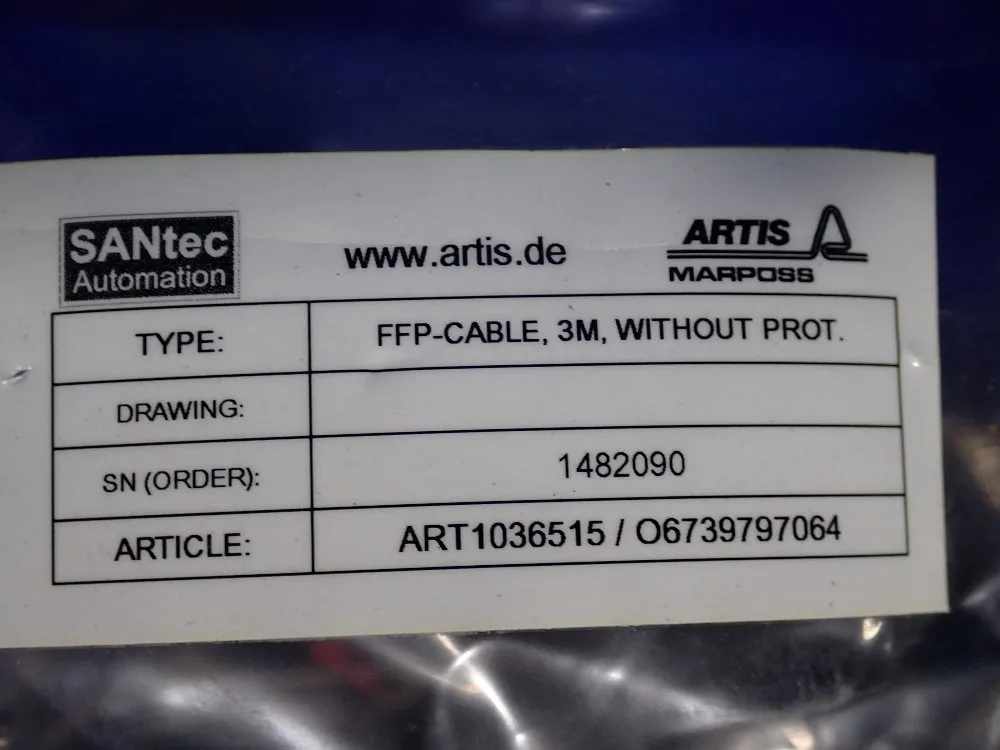 SANtec
Automation
www.artis.de
ARTIS
MARPOSS
TYPE: FFP-CABLE, 3M, WITHOUT PROT.
DRAWING:
SN (ORDER): 1482090
ARTICLE: ART1036515 / O6739797064